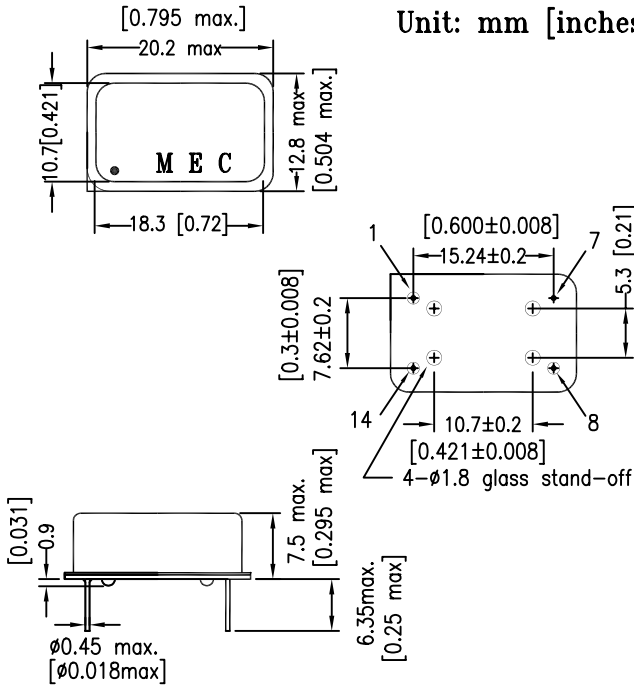 [0.795 max.]
20.2 max
Unit: mm [inches
10.7[0.421]
M E C
12.8 max
[0.504 max.]
18.3 [0.72]
[0.600±0.008]
1
15.24±0.2
7
5.3 [0.21]
[0.3±0.008]
7.62±0.2
14
10.7±0.2
8
[0.421±0.008]
4-ø1.8 glass stand-off
[0.031]
0.9
7.5 max.
[0.295 max]
6.35max.
[0.25 max]
ø0.45 max.
[ø0.018max]